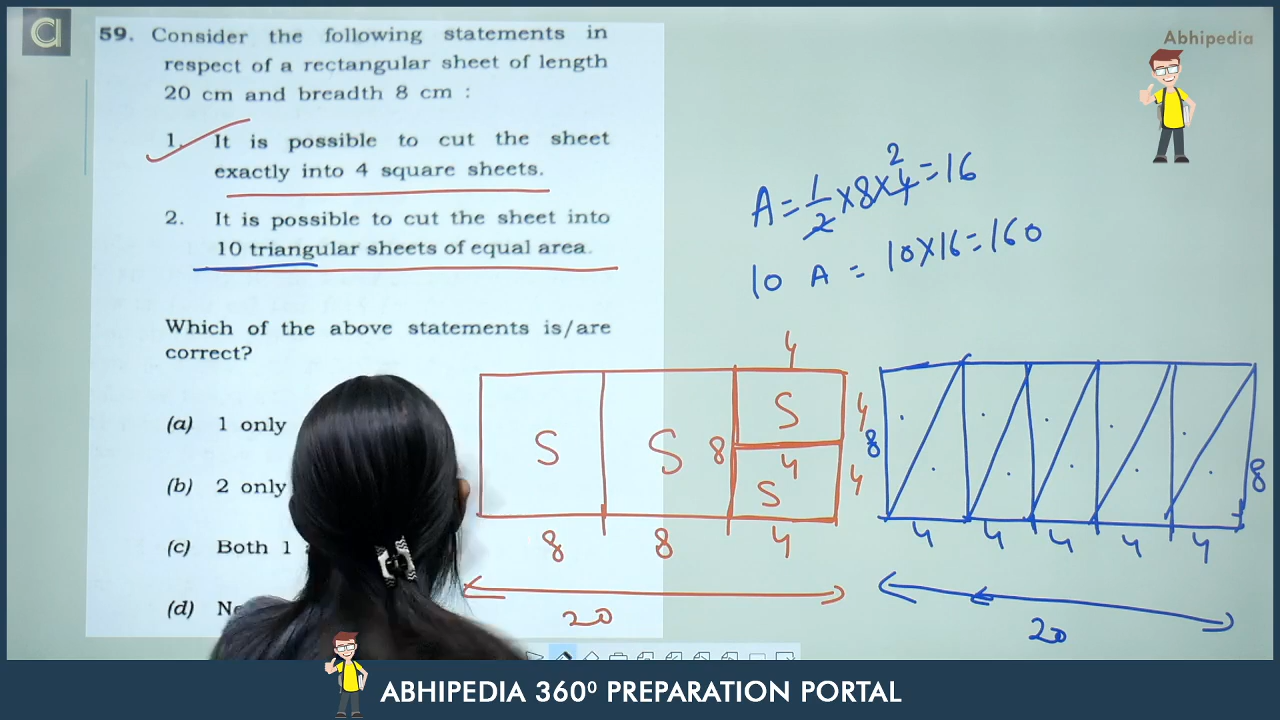 Abhipedia
59. Consider the following statements in
respect of a rectangular sheet of length
20 cm and breadth 8 cm :
1. It is possible to cut the sheet
exactly into 4 square sheets.
2. It is possible to cut the sheet into
10 triangular sheets of equal area.
Which of the above statements is/are
correct?
(a) 1 only
(b) 2 only
(c) Both 1
(d) Ne
A = 1/2 × 8 × 4 2 = 16
10 A = 10 × 16 = 160
4
S S 8 S 4
4
S 4
8 8 4
20
8 8
4 4 4 4 4
20
ABHIPEDIA 360⁰ PREPARATION PORTAL